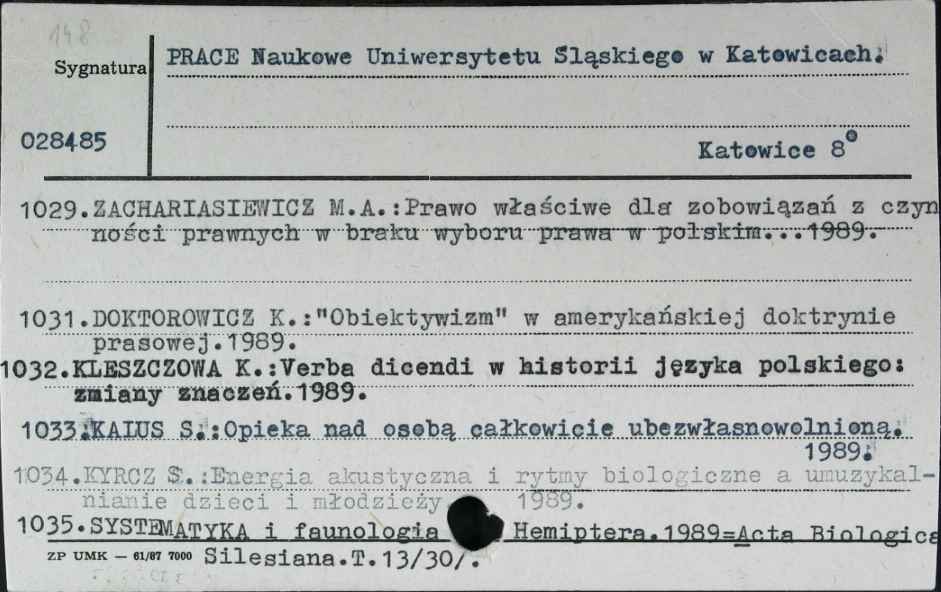 148
PRACE Naukowe Uniwersytetu Sląskiego w Katowicach.
Sygnatura
028485
Katowice 8°
1029.ZACHARIASIEWICZ M.A.:Prawo właściwe dla zobowiązań z czyn
ności prawnych w braku wyboru prawa w polskim...1989.
1031.DOKTOROWICZ K.:"Obiektywizm" w amerykańskiej doktrynie
prasowej.1989.
1032.KLESZCZOWA K.:Verba dicendi w historii języka polskiego:
zmiany znaczeń.1989.
1033.KALUS S.:Opieka nad osobą całkowicie ubezwłasnowolnioną.
1989.
1034.KYRCZ S.:Energia akustyczna i rytmy biologiczne a umuzykal-
nianie dzieci i młodzieży 1989.
1035.SYSTEMATYKA i faunologia Hemiptera.1989=Acta Biologica
ZP UMK — 61/87 7000 Silesiana.T.13/30/.